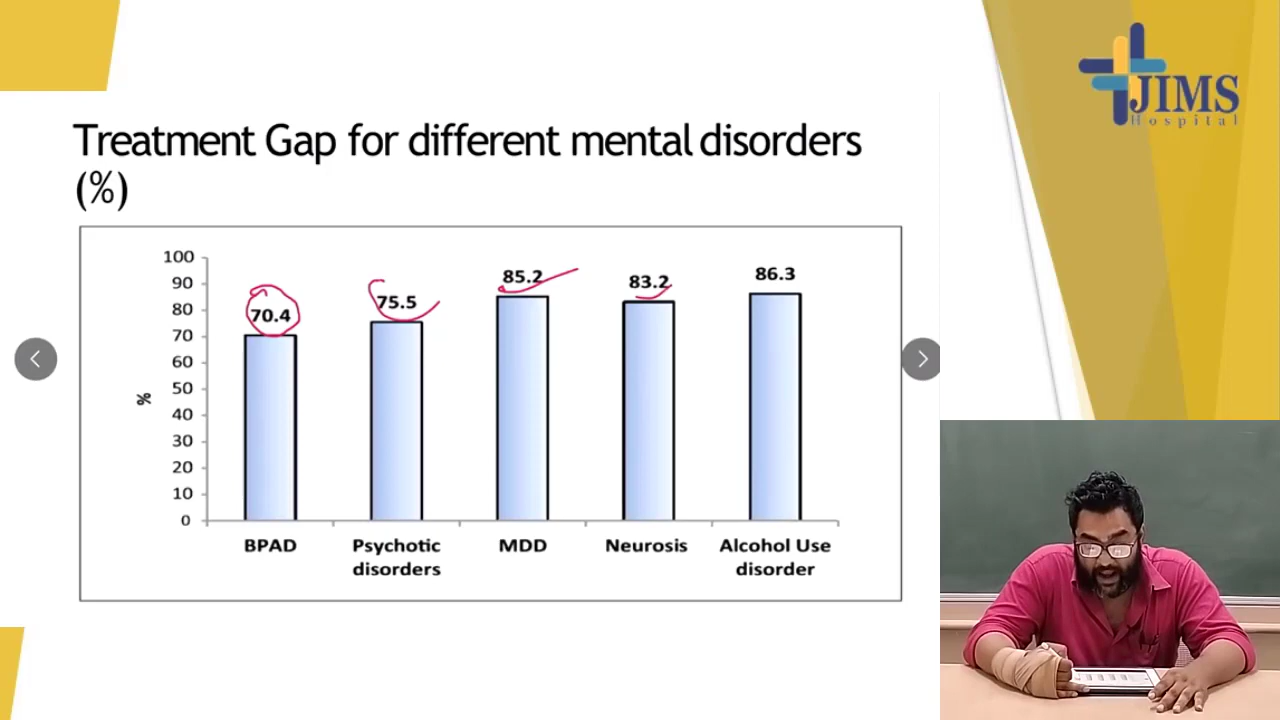 JIMS
Hospital
Treatment Gap for different mental disorders
(%)
100
90
80
70
60
50
40
30
20
10
0
%
70.4
75.5
85.2
83.2
86.3
BPAD
Psychotic
disorders
MDD
Neurosis
Alcohol Use
disorder